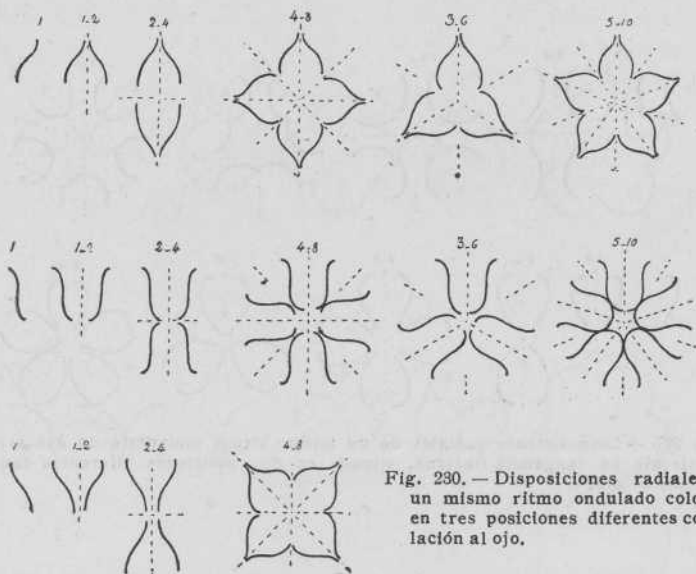 1 1-2 2-4 4-8 3-6 5-10
1 1-2 2-4 4-8 3-6 5-10
1 1-2 2-4 4-8
Fig. 230. — Disposiciones radiale
un mismo ritmo ondulado colo
en tres posiciones diferentes co
lación al ojo.